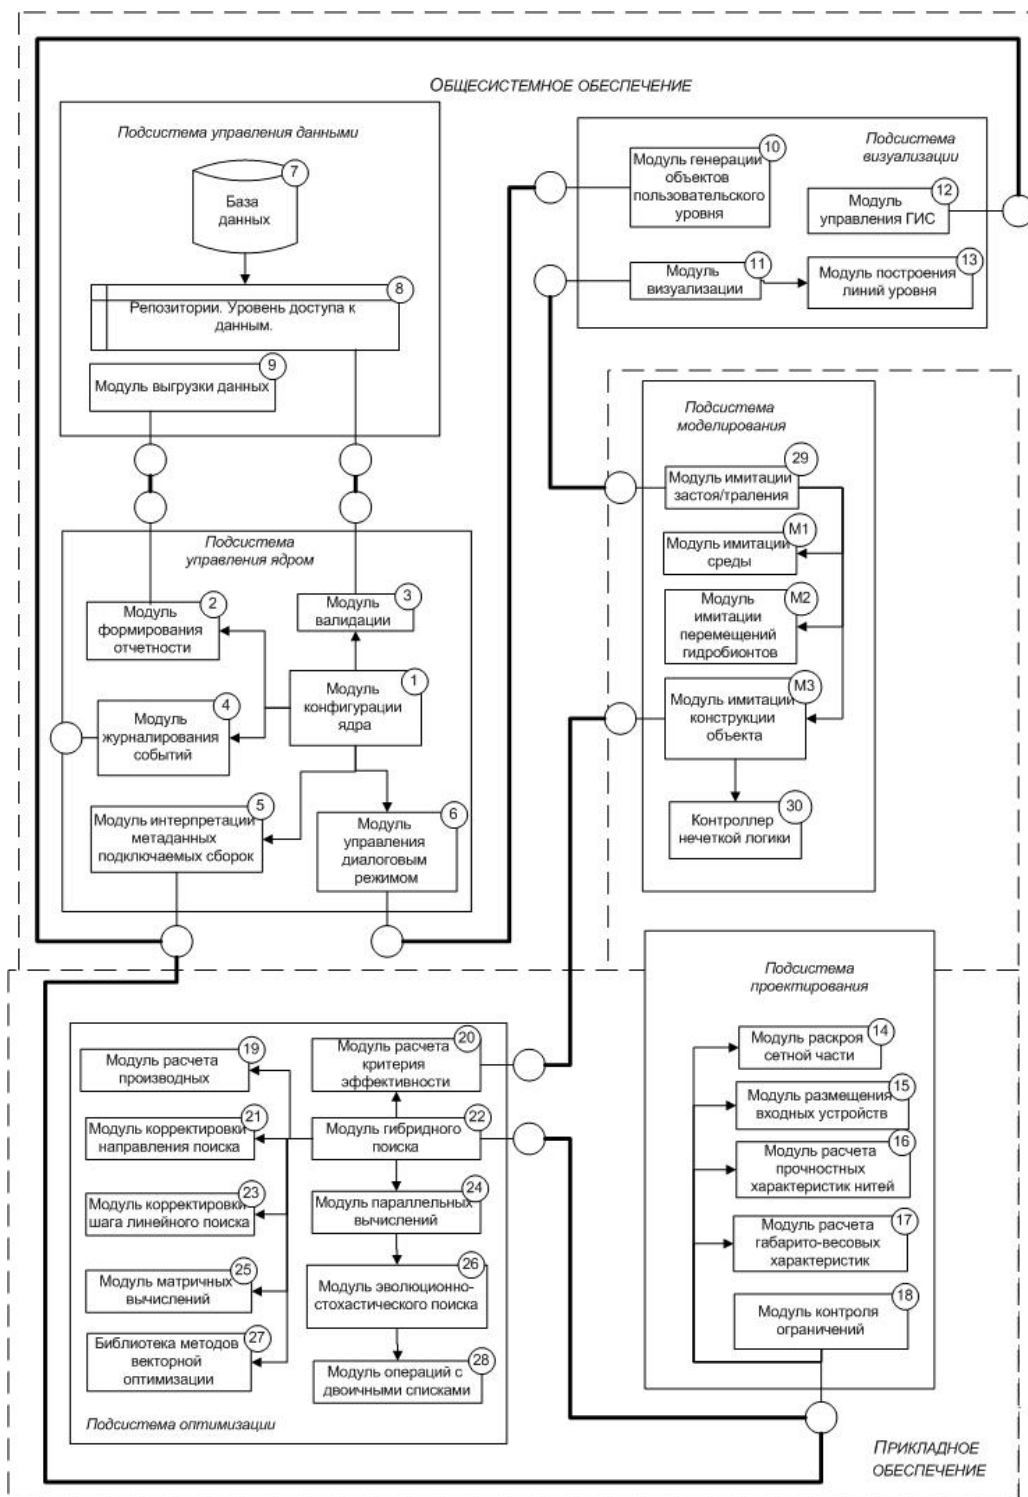 ОБЩЕСИСТЕМНОЕ ОБЕСПЕЧЕНИЕ
Подсистема управления данными
7
База
данных
8
Репозитории. Уровень доступа к
данным.
9
Модуль выгрузки данных
Подсистема
визуализации
10
Модуль генерации
объектов
пользовательского
уровня
12
Модуль
управления ГИС
11
Модуль
визуализации
13
Модуль построения
линий уровня
Подсистема
управления ядром
2
Модуль
формирования
отчетности
3
Модуль
валидации
1
Модуль
конфигурации
ядра
4
Модуль
журналирования
событий
5
Модуль интерпретации
метаданных
подключаемых сборок
6
Модуль
управления
диалоговым
режимом
Подсистема
моделирования
29
Модуль имитации
застоя/траления
М1
Модуль имитации
среды
М2
Модуль
имитации
перемещений
гидробионтов
М3
Модуль имитации
конструкции
объекта
30
Контроллер
нечеткой логики
Подсистема
проектирования
14
Модуль раскроя
сетной части
15
Модуль размещения
входных устройств
16
Модуль расчета
прочностных
характеристик нитей
17
Модуль расчета
габарито-весовых
характеристик
18
Модуль контроля
ограничений
19
Модуль расчета
производных
20
Модуль расчета
критерия
эффективности
21
Модуль корректировки
направления поиска
22
Модуль гибридного
поиска
23
Модуль корректировки
шага линейного поиска
24
Модуль параллельных
вычислений
25
Модуль матричных
вычислений
26
Модуль эволюционно-
стохастического поиска
27
Библиотека методов
векторной
оптимизации
28
Модуль операций с
двоичными списками
Подсистема оптимизации
ПРИКЛАДНОЕ
ОБЕСПЕЧЕНИЕ